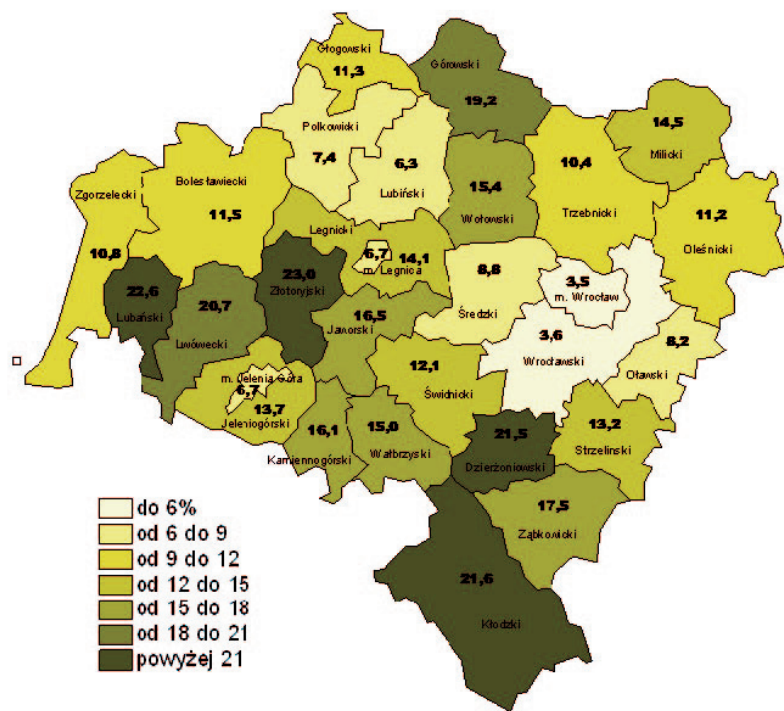 Głogowski
11,3
Górowski
19,2
Polkowicki
7,4
6,3
Lubiński
14,5
Milicki
10,4
Trzebnicki
15,4
Wołowski
Zgorzelecki
10,8
Bolesławiecki
11,5
11,2
Oleśnicki
Legnicki
14,1
6,7
m. Legnica
8,8
Średzki
3,5
m. Wrocław
3,6
Wrocławski
22,6
Lubański
20,7
Lwówecki
23,0
Złotoryjski
16,5
Jaworski
8,2
Oławski
12,1
Świdnicki
m. Jelenia Góra
6,7
13,7
Jeleniogórski
16,1
Kamiennogórski
15,0
Wałbrzyski
21,5
Dzierżoniowski
13,2
Strzelinski
17,5
Ząbkowicki
21,6
Kłodzki
do 6%
od 6 do 9
od 9 do 12
od 12 do 15
od 15 do 18
od 18 do 21
powyżej 21